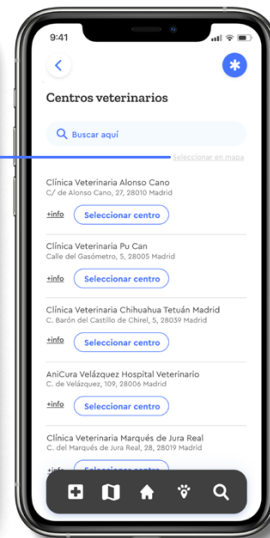 9:41
Centros veterinarios
Buscar aquí
Seleccionar en mapa
Clínica Veterinaria Alonso Cano
C/ de Alonso Cano, 27, 28010 Madrid
+info Seleccionar centro
Clínica Veterinaria Pu Can
Calle del Gasómetro, 5, 28005 Madrid
+info Seleccionar centro
Clínica Veterinaria Chihuahua Tetuán Madrid
C. Barón del Castillo de Chirel, 5, 28039 Madrid
+info Seleccionar centro
AniCura Velázquez Hospital Veterinario
C. de Velázquez, 109, 28006 Madrid
+info Seleccionar centro
Clínica Veterinaria Marqués de Jura Real
C. del Marqués de Jura Real, 28, 28019 Madrid